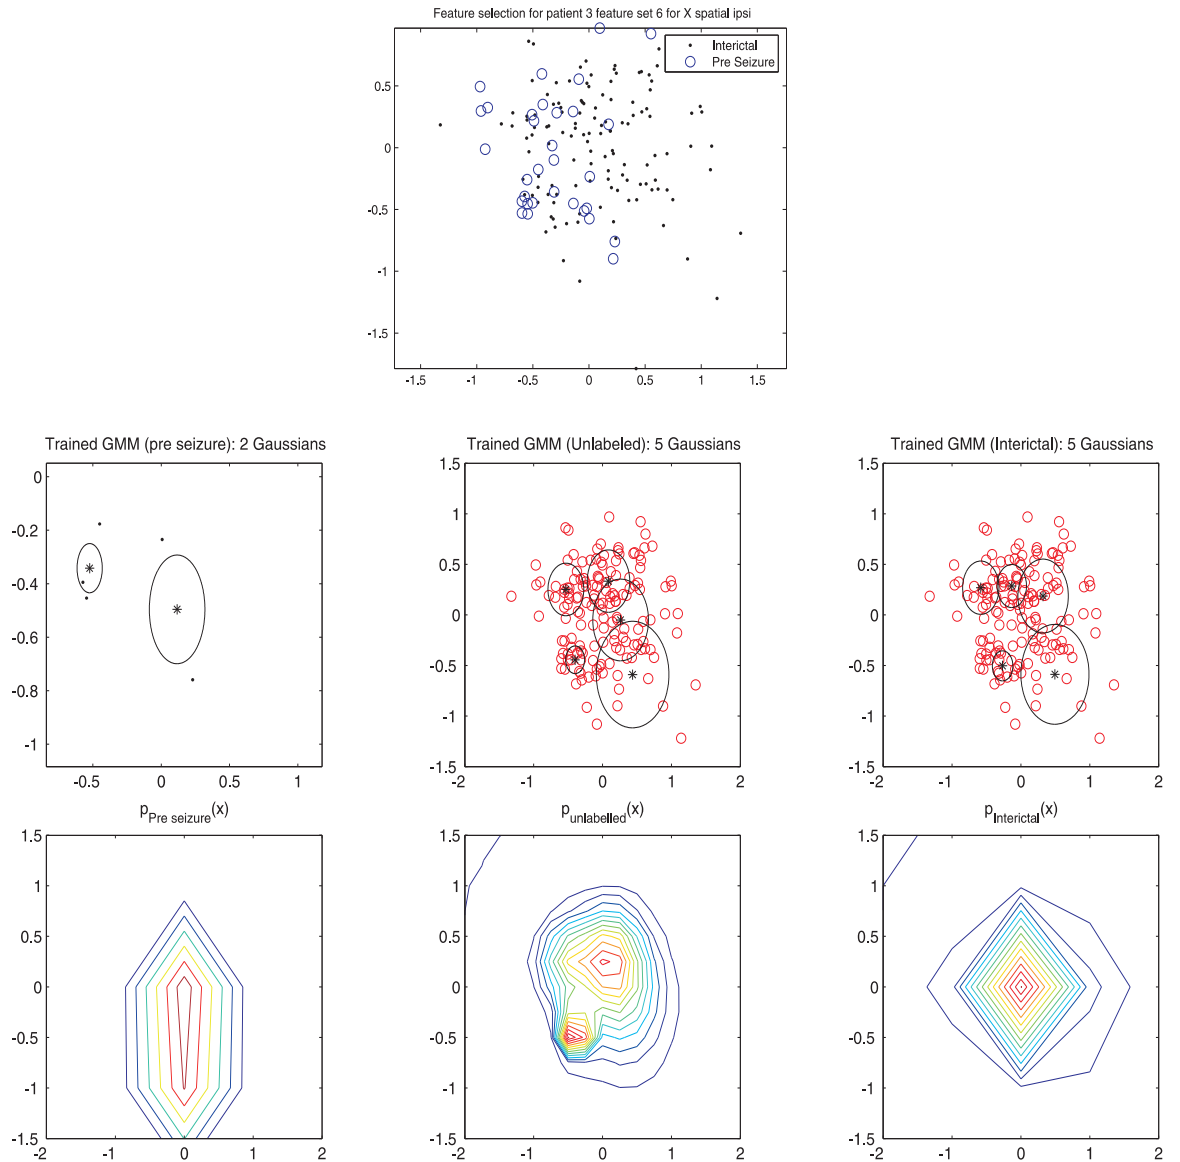 Feature selection for patient 3 feature set 6 for X spatial ipsi
Interictal
Pre Seizure
0.5
0
-0.5
-1
-1.5
-1.5 -1 -0.5 0 0.5 1 1.5
Trained GMM (pre seizure): 2 Gaussians
0
-0.2
-0.4
-0.6
-0.8
-1
-0.5 0 0.5 1
Trained GMM (Unlabeled): 5 Gaussians
1.5
1
0.5
0
-0.5
-1
-1.5
-2 -1 0 1 2
Trained GMM (Interictal): 5 Gaussians
1.5
1
0.5
0
-0.5
-1
-1.5
-2 -1 0 1 2
pPre seizure(x)
1.5
1
0.5
0
-0.5
-1
-1.5
-2 -1 0 1 2
punlabelled(x)
1.5
1
0.5
0
-0.5
-1
-1.5
-2 -1 0 1 2
pInterictal(x)
1.5
1
0.5
0
-0.5
-1
-1.5
-2 -1 0 1 2